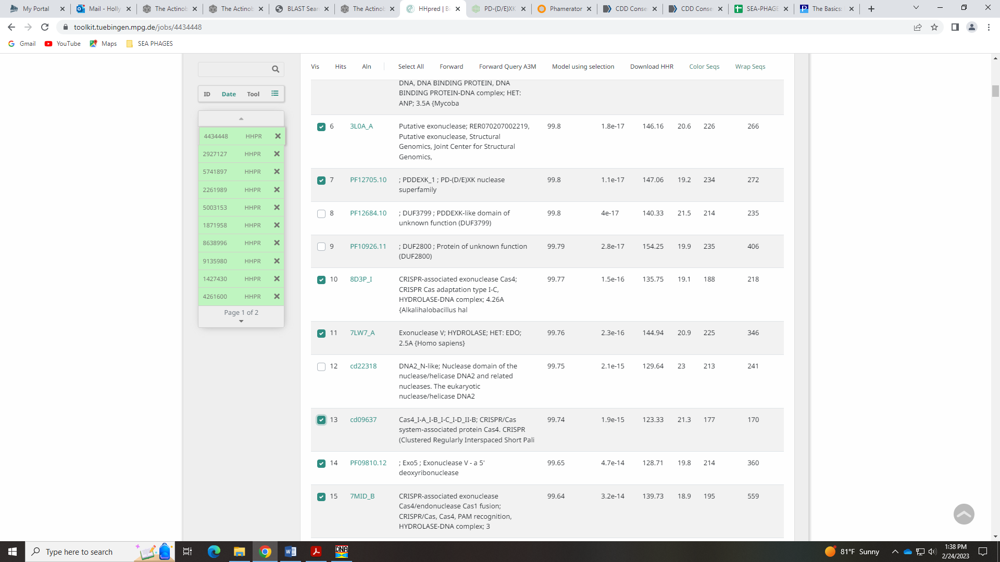 My Portal
Mail - Holly
The Actinob
The Actinob
BLAST Sear
The Actinob
HHpred | Bi
PD-(D/E)XK
Phamerator
CDD Conse
CDD Conse
SEA-PHAGE
The Basics:
toolkit.tuebingen.mpg.de/jobs/4434448
Gmail YouTube Maps SEA PHAGES
Vis Hits Aln Select All Forward Forward Query A3M Model using selection Download HHR Color Seqs Wrap Seqs
ID Date Tool
4434448 HHPR
2927127 HHPR
5741897 HHPR
2261989 HHPR
5003153 HHPR
1871958 HHPR
8638996 HHPR
9135980 HHPR
1427430 HHPR
4261600 HHPR
Page 1 of 2
DNA, DNA BINDING PROTEIN, DNA
BINDING PROTEIN-DNA complex; HET:
ANP; 3.5A {Mycoba
6 3L0A_A Putative exonuclease; RER070207002219, 99.8 1.8e-17 146.16 20.6 226 266
Putative exonuclease, Structural
Genomics, Joint Center for Structural
Genomics,
7 PF12705.10 ; PDDEXK_1 ; PD-(D/E)XK nuclease 99.8 1.1e-17 147.06 19.2 234 272
superfamily
8 PF12684.10 ; DUF3799 ; PDDEXK-like domain of 99.8 4e-17 140.33 21.5 214 235
unknown function (DUF3799)
9 PF10926.11 ; DUF2800 ; Protein of unknown function 99.79 2.8e-17 154.25 19.9 235 406
(DUF2800)
10 8D3P_I CRISPR-associated exonuclease Cas4; 99.77 1.5e-16 135.75 19.1 188 218
CRISPR Cas adaptation type I-C,
HYDROLASE-DNA complex; 4.26A
{Alkalihalobacillus hal
11 7LW7_A Exonuclease V; HYDROLASE; HET: EDO; 99.76 2.3e-16 144.94 20.9 225 346
2.5A {Homo sapiens}
12 cd22318 DNA2_N-like; Nuclease domain of the 99.75 2.1e-15 129.64 23 213 241
nuclease/helicase DNA2 and related
nucleases. The eukaryotic
nuclease/helicase DNA2
13 cd09637 Cas4_I-A_I-B_I-C_I-D_II-B; CRISPR/Cas 99.74 1.9e-15 123.33 21.3 177 170
system-associated protein Cas4. CRISPR
(Clustered Regularly Interspaced Short Pali
14 PF09810.12 ; Exo5 ; Exonuclease V - a 5' 99.65 4.7e-14 128.71 19.8 214 360
deoxyribonuclease
15 7MID_B CRISPR-associated exonuclease 99.64 3.2e-14 139.73 18.9 195 559
Cas4/endonuclease Cas1 fusion;
CRISPR/Cas, Cas4, PAM recognition,
HYDROLASE-DNA complex; 3
Type here to search
DNA
81°F Sunny
1:38 PM
2/24/2023